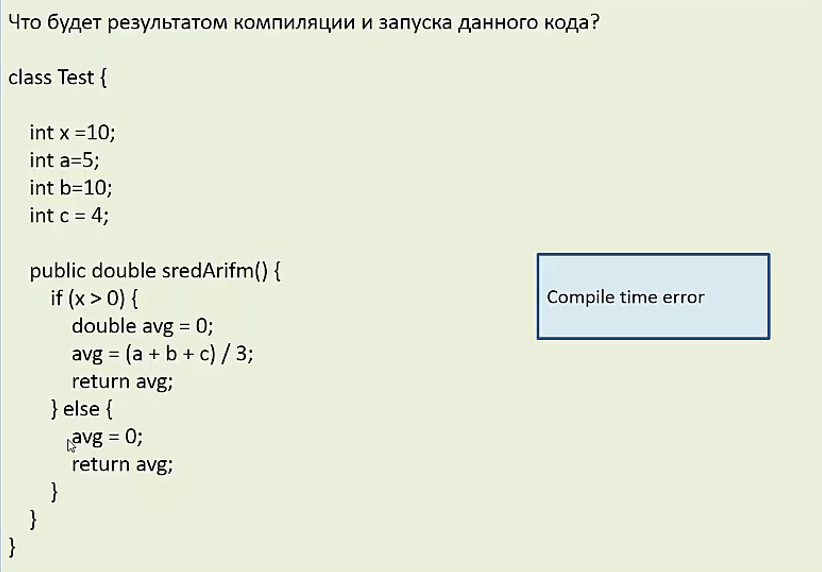 Что будет результатом компиляции и запуска данного кода?
class Test {
int x =10;
int a=5;
int b=10;
int c = 4;
public double sredArifm() {
if (x > 0) {
double avg = 0;
avg = (a + b + c) / 3;
return avg;
} else {
avg = 0;
return avg;
}
}
}
Compile time error